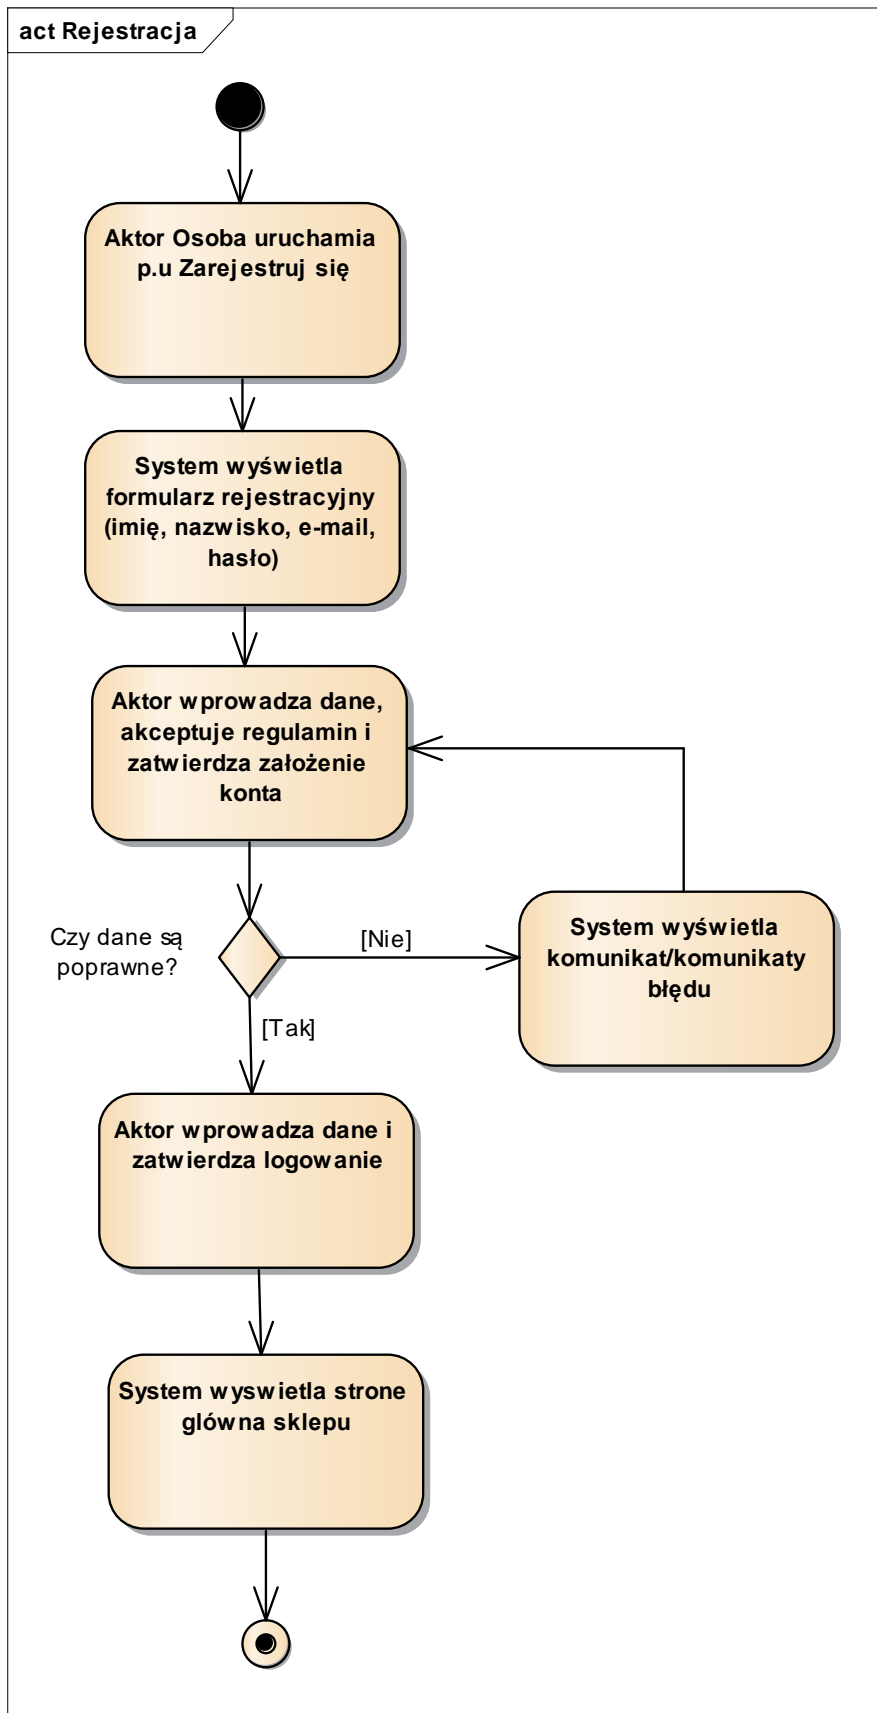 act Rejestracja
Aktor Osoba uruchamia
p.u Zarejestruj się
System wyświetla
formularz rejestracyjny
(imię, nazwisko, e-mail,
hasło)
Aktor wprowadza dane,
akceptuje regulamin i
zatwierdza założenie
konta
Czy dane są
poprawne?
[Nie]
System wyświetla
komunikat/komunikaty
błędu
[Tak]
Aktor wprowadza dane i
zatwierdza logowanie
System wyswietla strone
glówna sklepu